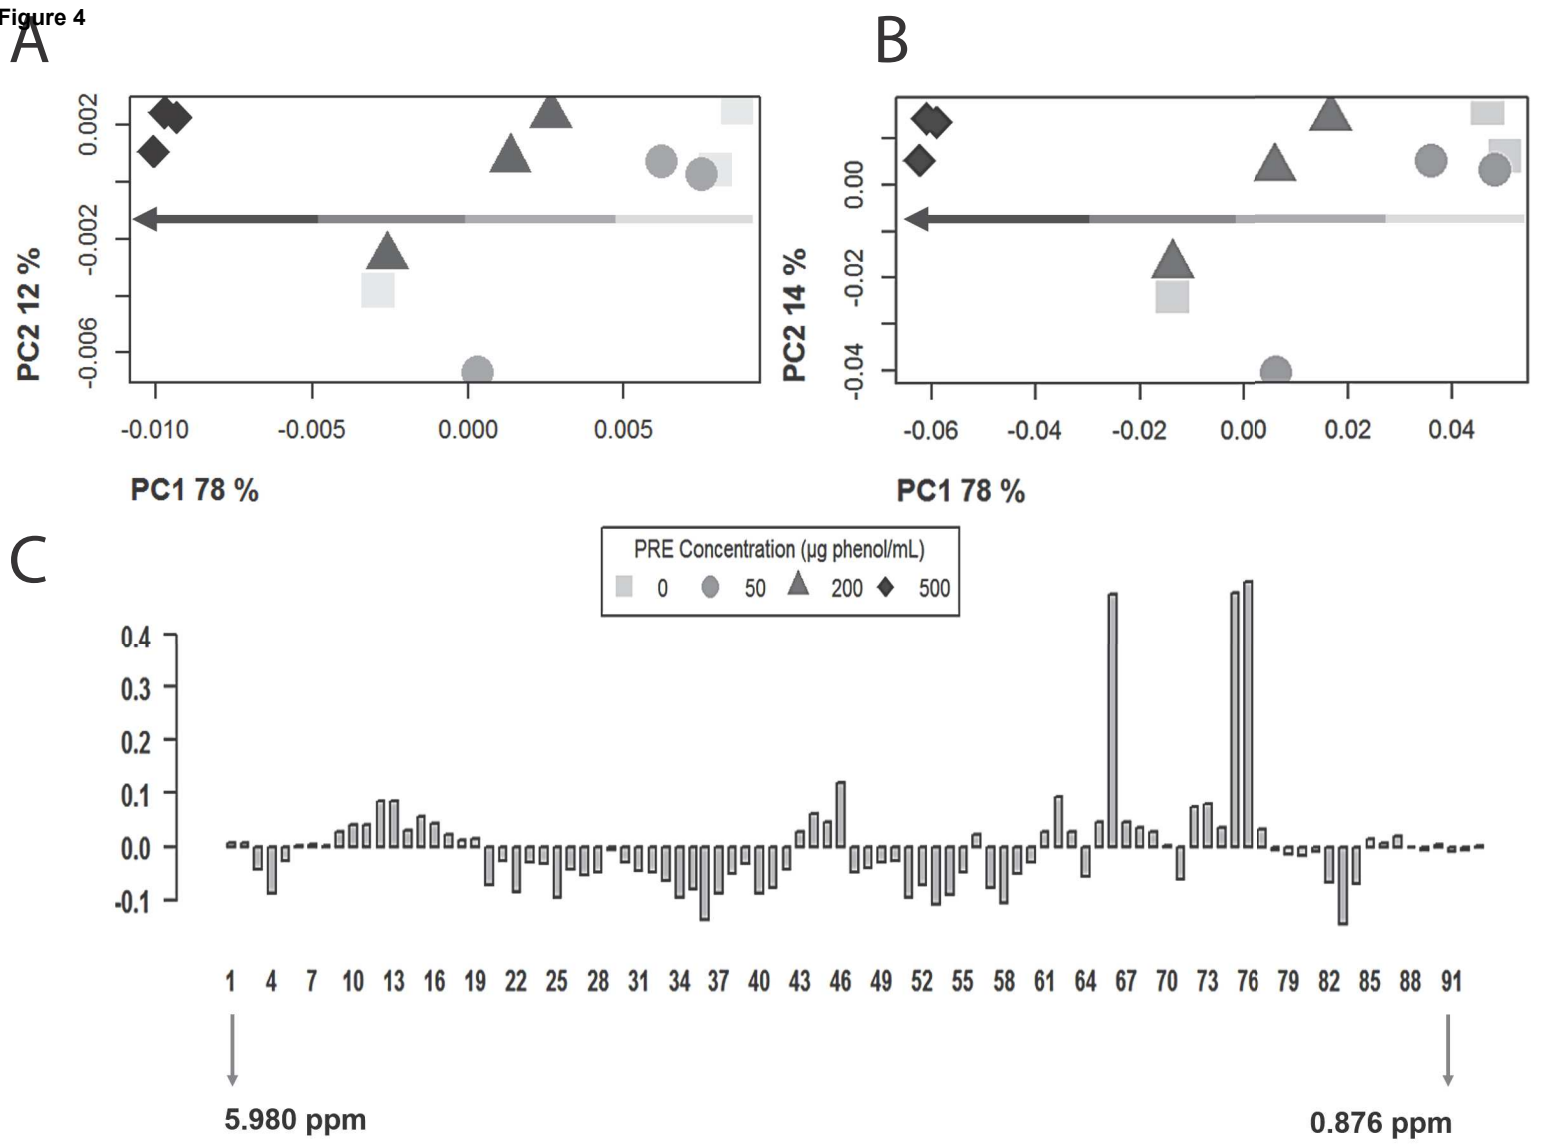 Figure 4
A
B
0.002
-0.002
-0.006
PC2 12 %
-0.010 -0.005 0.000 0.005
PC1 78 %
0.00
-0.02
-0.04
PC2 14 %
-0.06 -0.04 -0.02 0.00 0.02 0.04
PC1 78 %
C
PRE Concentration (µg phenol/mL)
0 50 200 500
0.4
0.3
0.2
0.1
0.0
-0.1
1 4 7 10 13 16 19 22 25 28 31 34 37 40 43 46 49 52 55 58 61 64 67 70 73 76 79 82 85 88 91
5.980 ppm
0.876 ppm